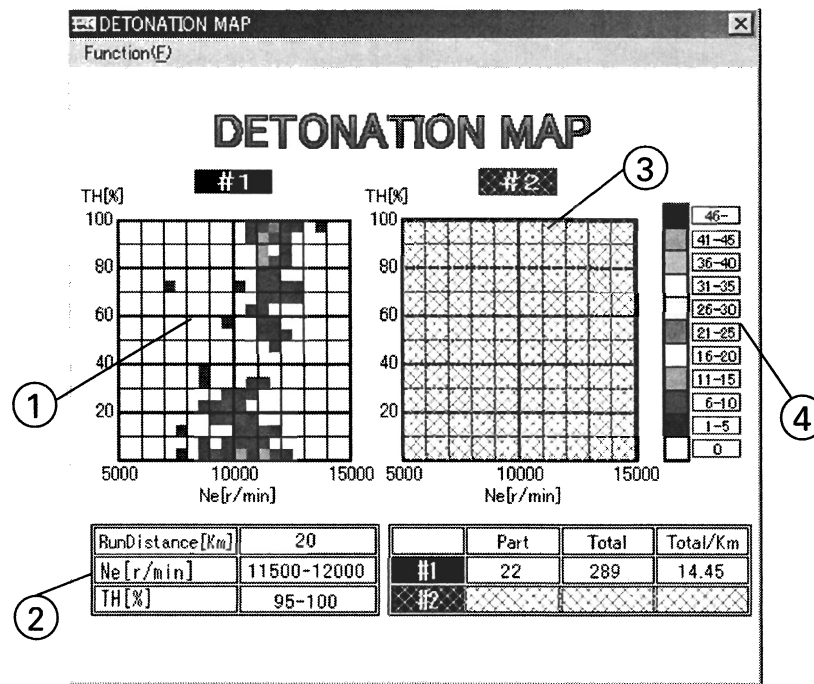 DETONATION MAP
Function(F)
DETONATION MAP
#1
#2
3
TH[%]
TH[%]
100
80
60
40
20
100
80
60
40
20
5000
10000
15000
5000
10000
15000
Ne[r/min]
Ne[r/min]
46-
41-45
36-40
31-35
26-30
21-25
16-20
11-15
6-10
1-5
0
1
4
RunDistance[Km] 20
Ne[r/min] 11500-12000
TH[%] 95-100
2
Part Total Total/Km
#1 22 289 14.45
#2